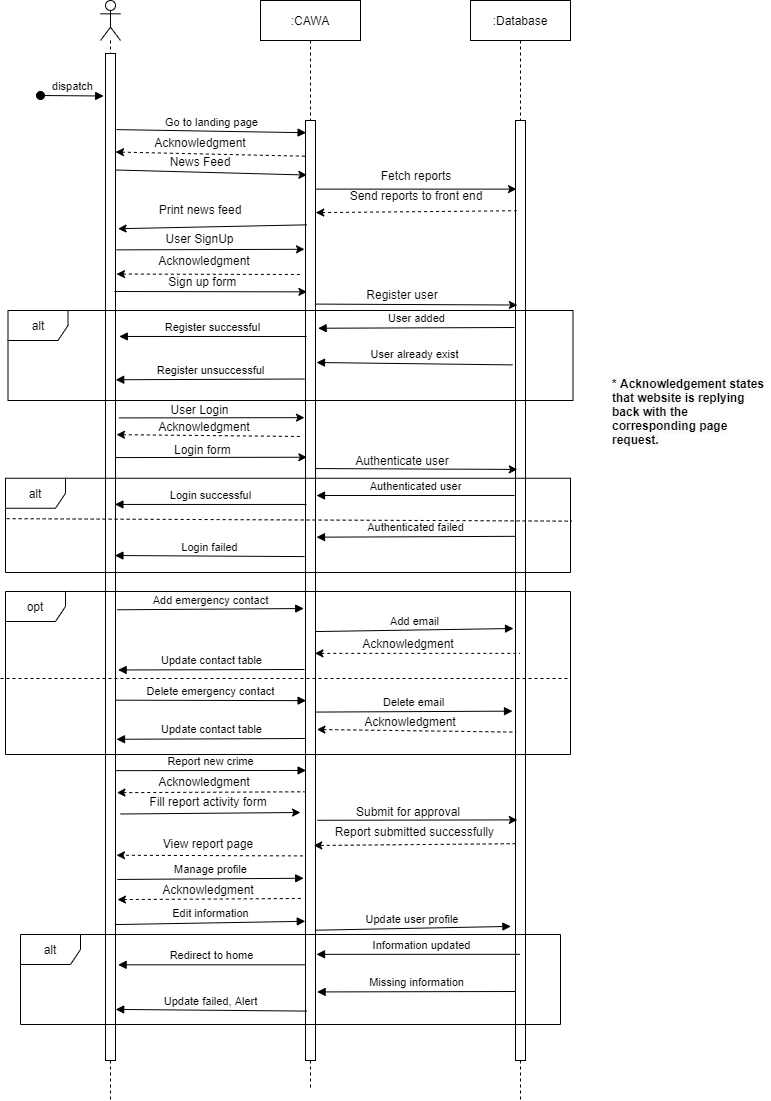 :CAWA
:Database
dispatch
Go to landing page
Acknowledgment
News Feed
Fetch reports
Send reports to front end
Print news feed
User SignUp
Acknowledgment
Sign up form
Register user
alt
User added
Register successful
User already exist
Register unsuccessful
* Acknowledgement states
that website is replying
back with the
corresponding page
request.
User Login
Acknowledgment
Login form
Authenticate user
alt
Authenticated user
Login successful
Authenticated failed
Login failed
opt
Add emergency contact
Add email
Acknowledgment
Update contact table
Delete emergency contact
Delete email
Acknowledgment
Update contact table
Report new crime
Acknowledgment
Fill report activity form
Submit for approval
Report submitted successfully
View report page
Manage profile
Acknowledgment
Edit information
Update user profile
alt
Information updated
Redirect to home
Missing information
Update failed, Alert